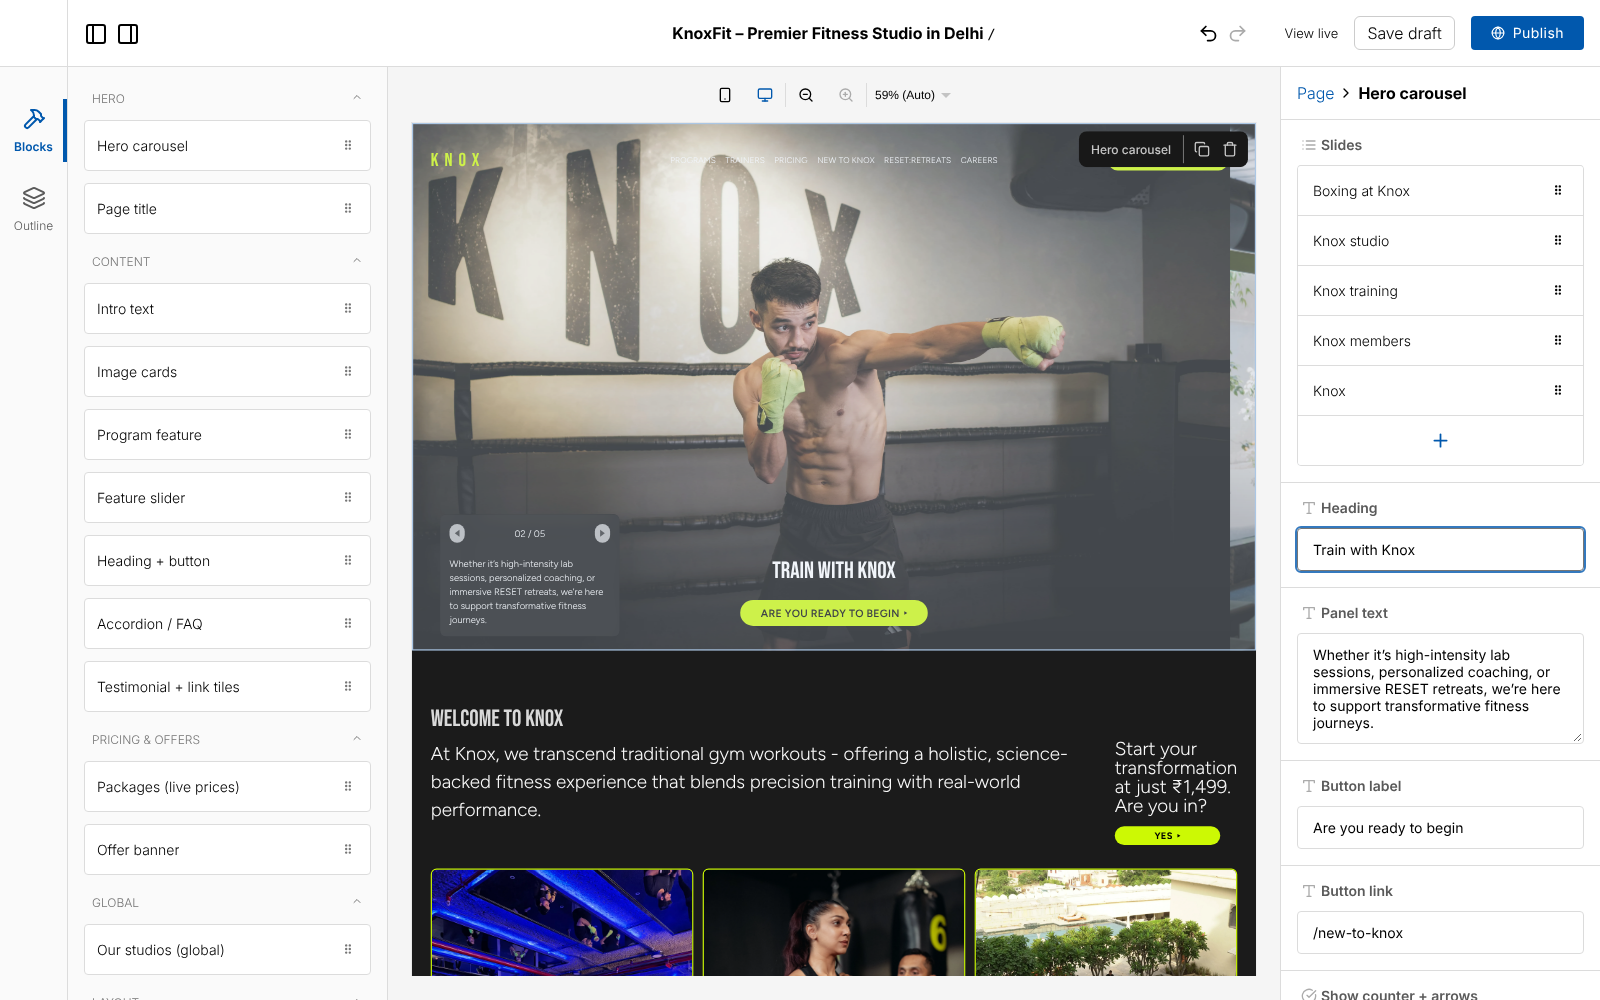 KnoxFit – Premier Fitness Studio in Delhi /
View live
Save draft
Publish
Blocks
Outline
HERO
Hero carousel
Page title
CONTENT
Intro text
Image cards
Program feature
Feature slider
Heading + button
Accordion / FAQ
Testimonial + link tiles
PRICING & OFFERS
Packages (live prices)
Offer banner
GLOBAL
Our studios (global)
LAYOUT
59% (Auto)
KNOX
PROGRAMS TRAINERS PRICING NEW TO KNOX RESET RETREATS CAREERS
Hero carousel
KNOX
02 / 05
Whether it's high-intensity lab
sessions, personalized coaching, or
immersive RESET retreats, we're here
to support transformative fitness
journeys.
TRAIN WITH KNOX
ARE YOU READY TO BEGIN
WELCOME TO KNOX
At Knox, we transcend traditional gym workouts - offering a holistic, science-
backed fitness experience that blends precision training with real-world
performance.
Start your
transformation
at just ₹1,499.
Are you in?
YES
6
Page > Hero carousel
Slides
Boxing at Knox
Knox studio
Knox training
Knox members
Knox
Heading
Train with Knox
Panel text
Whether it’s high-intensity lab
sessions, personalized coaching, or
immersive RESET retreats, we’re here
to support transformative fitness
journeys.
Button label
Are you ready to begin
Button link
/new-to-knox
Show counter + arrows